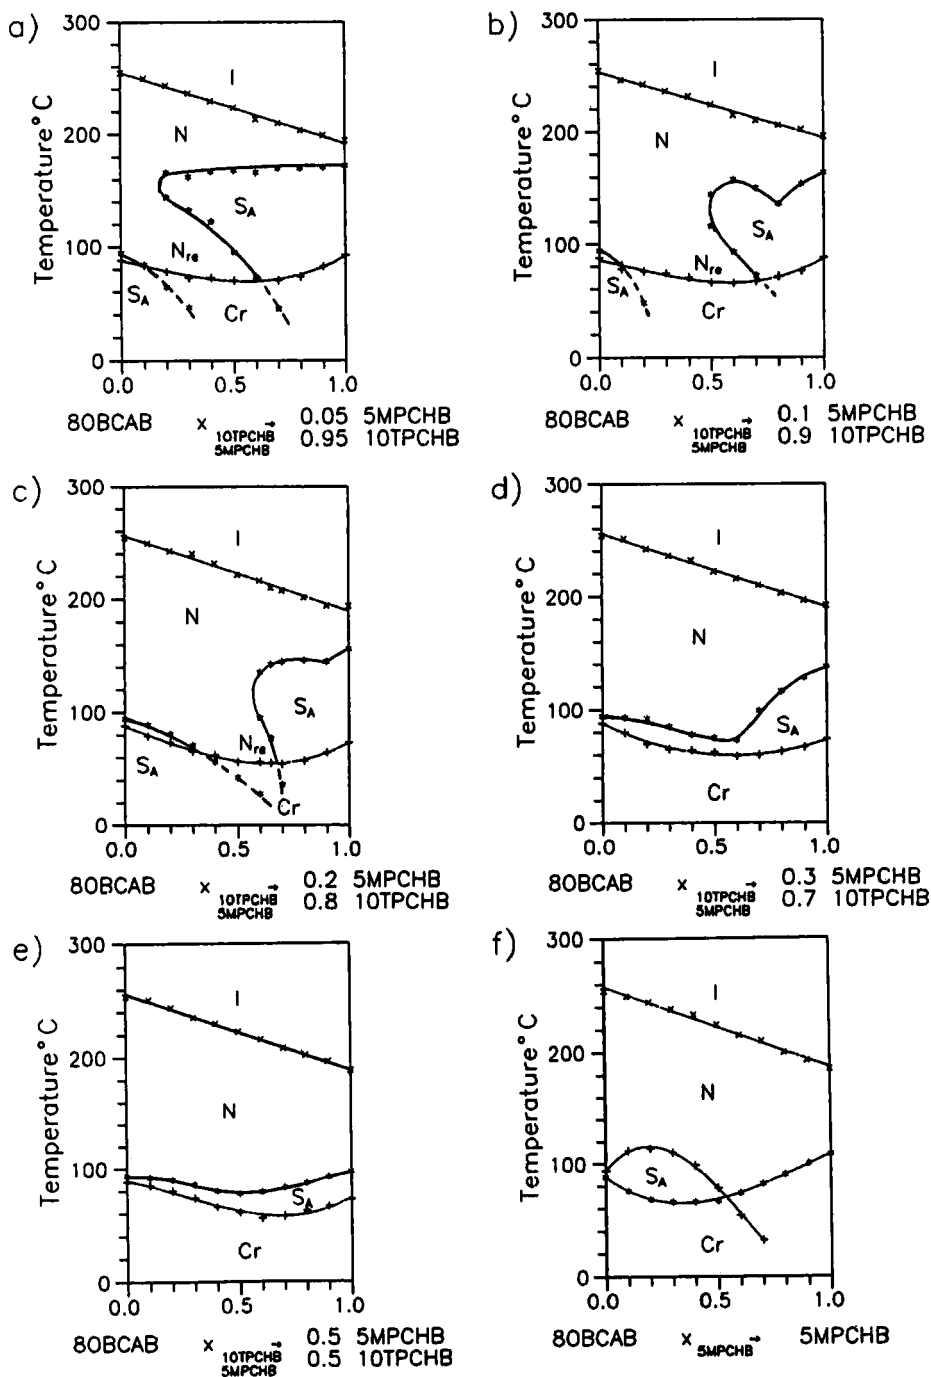 a)
Temperature°C
300
200
100
0
I
N
SA
Nre
SA
Cr
0.0 0.5 1.0
80BCAB x 10TPCHB 5MPCHB → 0.05 5MPCHB
0.95 10TPCHB
b)
Temperature°C
300
200
100
0
I
N
SA
Nre
SA
Cr
0.0 0.5 1.0
80BCAB x 10TPCHB 5MPCHB → 0.1 5MPCHB
0.9 10TPCHB
c)
Temperature°C
300
200
100
0
I
N
SA
Nre
SA
Cr
0.0 0.5 1.0
80BCAB x 10TPCHB 5MPCHB → 0.2 5MPCHB
0.8 10TPCHB
d)
Temperature°C
300
200
100
0
I
N
SA
Cr
0.0 0.5 1.0
80BCAB x 10TPCHB 5MPCHB → 0.3 5MPCHB
0.7 10TPCHB
e)
Temperature°C
300
200
100
0
I
N
SA
Cr
0.0 0.5 1.0
80BCAB x 10TPCHB 5MPCHB → 0.5 5MPCHB
0.5 10TPCHB
f)
Temperature°C
300
200
100
0
I
N
SA
Cr
0.0 0.5 1.0
80BCAB x 5MPCHB → 5MPCHB